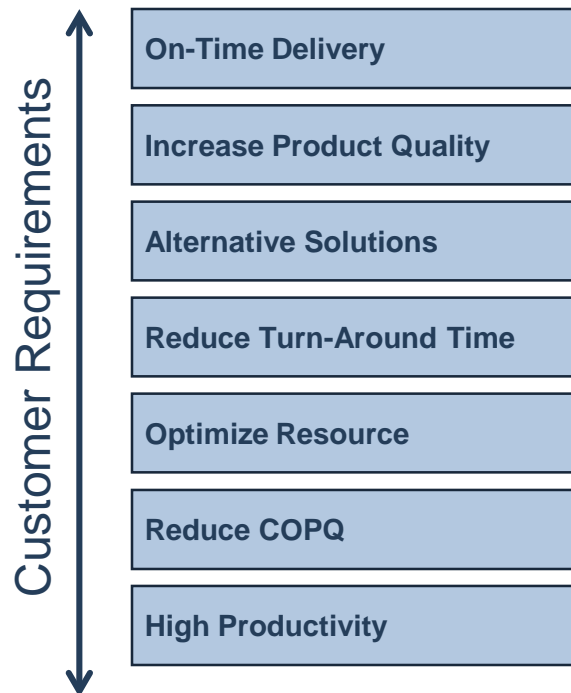 Customer Requirements
On-Time Delivery
Increase Product Quality
Alternative Solutions
Reduce Turn-Around Time
Optimize Resource
Reduce COPQ
High Productivity